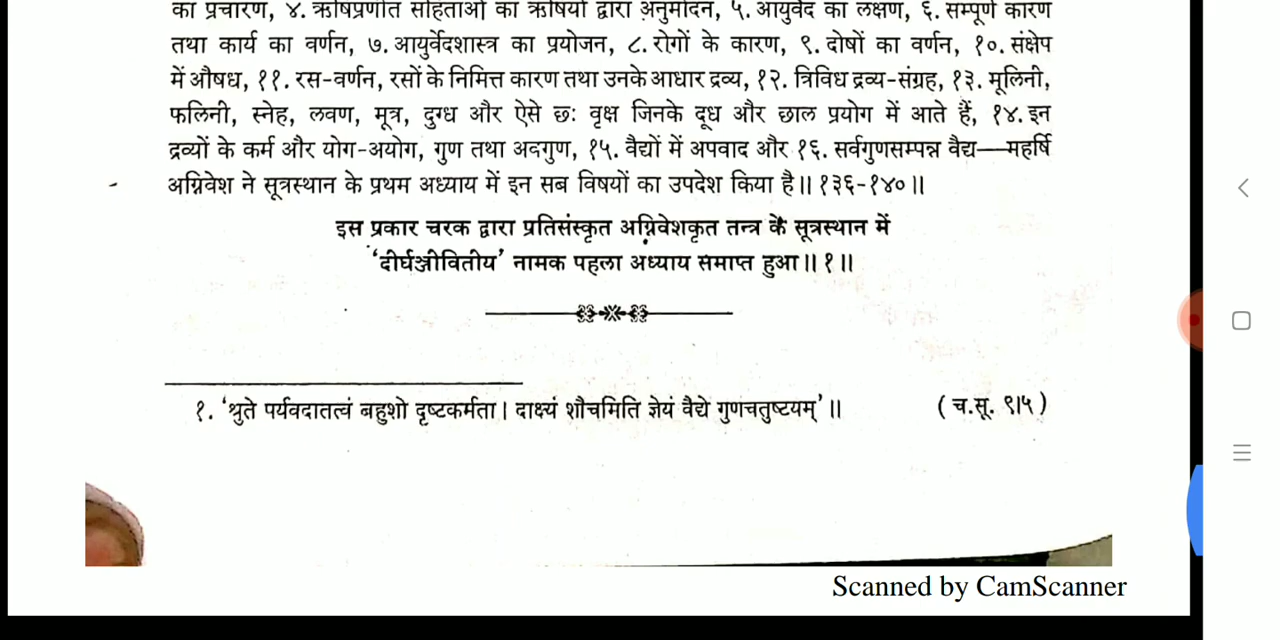 का प्रचारण, ४. ऋषिप्रणीत संहिताओं का ऋषियों द्वारा अनुमोदन, ५. आयुर्वेद का लक्षण, ६. सम्पूर्ण कारण
तथा कार्य का वर्णन, ७. आयुर्वेदशास्त्र का प्रयोजन, ८. रोगों के कारण, ९. दोषों का वर्णन, १०. संक्षेप
में औषध, ११. रस-वर्णन, रसों के निमित्त कारण तथा उनके आधार द्रव्य, १२. त्रिविध द्रव्य-संग्रह, १३. मूलिनी,
फलिनी, स्नेह, लवण, मूत्र, दुग्ध और ऐसे छः वृक्ष जिनके दूध और छाल प्रयोग में आते हैं, १४. इन
द्रव्यों के कर्म और योग-अयोग, गुण तथा अवगुण, १५. वैद्यों में अपवाद और १६. सर्वगुणसम्पन्न वैद्य—महर्षि
अग्निवेश ने सूत्रस्थान के प्रथम अध्याय में इन सब विषयों का उपदेश किया है॥ १३६-१४०॥
इस प्रकार चरक द्वारा प्रतिसंस्कृत अग्निवेशकृत तन्त्र के सूत्रस्थान में
'दीर्घञ्जीवितीय' नामक पहला अध्याय समाप्त हुआ॥ १॥
१. 'श्रुते पर्यवदातत्वं बहुशो दृष्टकर्मता। दाक्ष्यं शौचमिति ज्ञेयं वैद्ये गुणचतुष्टयम्'॥ (च.सू. ९।५)
Scanned by CamScanner